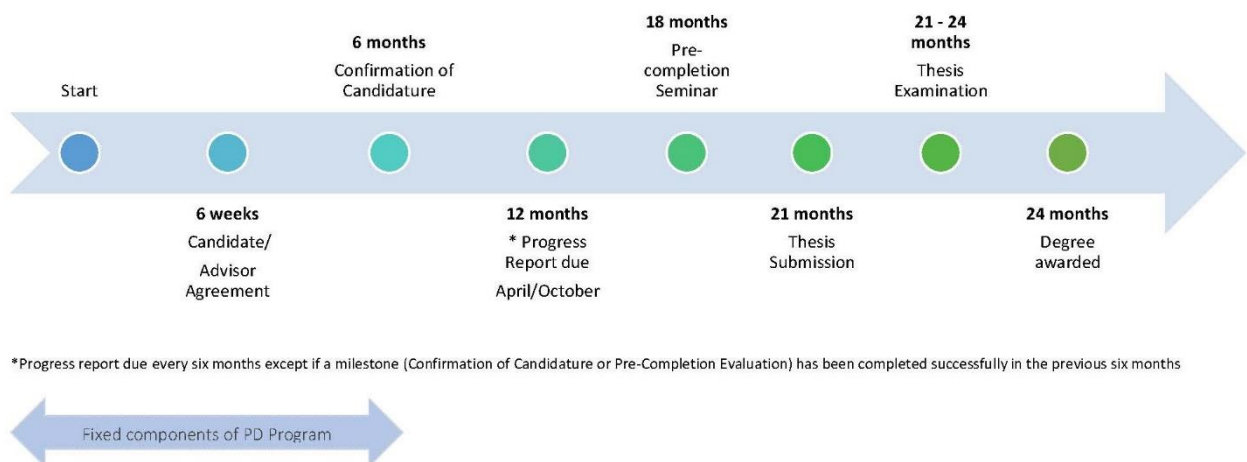 Start
6 weeks
Candidate/
Advisor
Agreement
6 months
Confirmation of
Candidature
12 months
* Progress
Report due
April/October
18 months
Pre-
completion
Seminar
21 months
Thesis
Submission
21 - 24
months
Thesis
Examination
24 months
Degree
awarded
*Progress report due every six months except if a milestone (Confirmation of Candidature or Pre-Completion Evaluation) has been completed successfully in the previous six months
Fixed components of PD Program